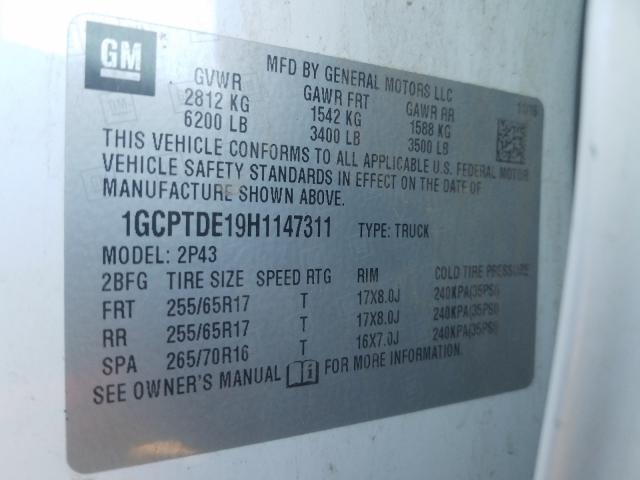 GM
MFD BY GENERAL MOTORS LLC
GVWR GAWR FRT GAWR RR
2812 KG 1542 KG 1588 KG
6200 LB 3400 LB 3500 LB
THIS VEHICLE CONFORMS TO ALL APPLICABLE U.S. FEDERAL MOTOR
VEHICLE SAFETY STANDARDS IN EFFECT ON THE DATE OF
MANUFACTURE SHOWN ABOVE.
1GCPTDE19H1147311 TYPE: TRUCK
MODEL: 2P43
2BFG TIRE SIZE SPEED RTG RIM COLD TIRE PRESSURE
FRT 255/65R17 T 17X8.0J 240KPA(35PSI)
RR 255/65R17 T 17X8.0J 240KPA(35PSI)
SPA 265/70R16 T 16X7.0J 240KPA(35PSI)
SEE OWNER'S MANUAL FOR MORE INFORMATION.